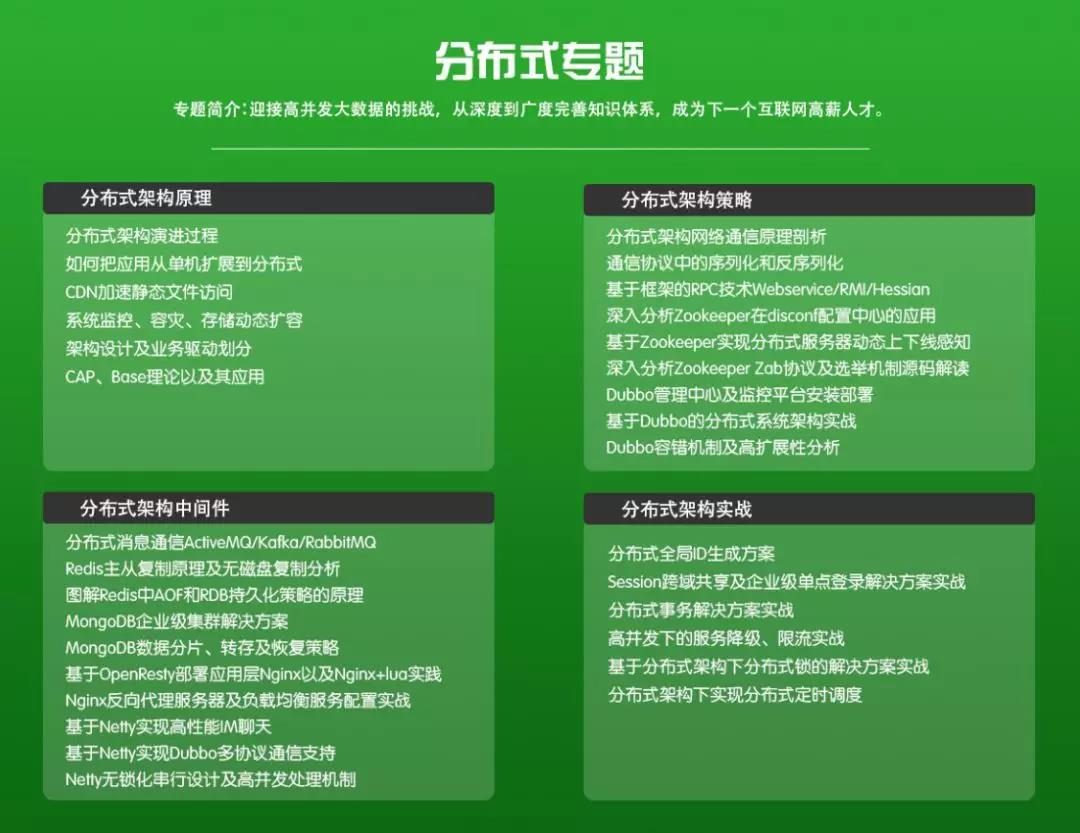 分布式专题
专题简介：迎接高并发大数据的挑战，从深度到广度完善知识体系，成为下一个互联网高薪人才。
分布式架构原理
分布式架构演进过程
如何把应用从单机扩展到分布式
CDN加速静态文件访问
系统监控、容灾、存储动态扩容
架构设计及业务驱动划分
CAP、Base理论以及其应用
分布式架构策略
分布式架构网络通信原理剖析
通信协议中的序列化和反序列化
基于框架的RPC技术Webservice/RMI/Hessian
深入分析Zookeeper在disconf配置中心的应用
基于Zookeeper实现分布式服务器动态上下线感知
深入分析Zookeeper Zab协议及选举机制源码解读
Dubbo管理中心及监控平台安装部署
基于Dubbo的分布式系统架构实战
Dubbo容错机制及高扩展性分析
分布式架构中间件
分布式消息通信ActiveMQ/Kafka/RabbitMQ
Redis主从复制原理及无磁盘复制分析
图解Redis中AOF和RDB持久化策略的原理
MongoDB企业级集群解决方案
MongoDB数据分片、转存及恢复策略
基于OpenResty部署应用层Nginx以及Nginx+lua实践
Nginx反向代理服务器及负载均衡服务配置实战
基于Netty实现高性能IM聊天
基于Netty实现Dubbo多协议通信支持
Netty无锁化串行设计及高并发处理机制
分布式架构实战
分布式全局ID生成方案
Session跨域共享及企业级单点登录解决方案实战
分布式事务解决方案实战
高并发下的服务降级、限流实战
基于分布式架构下分布式锁的解决方案实战
分布式架构下实现分布式定时调度